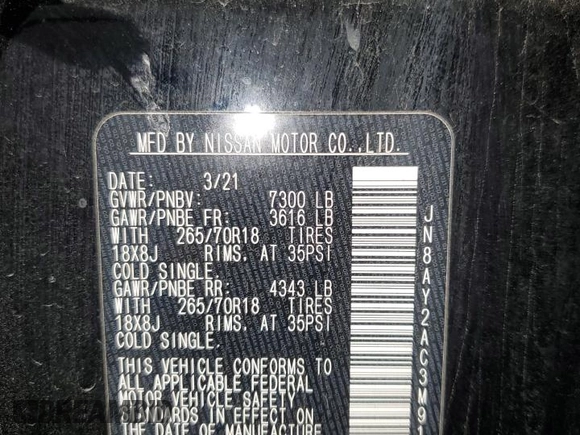 MFD BY NISSAN MOTOR CO.,LTD.
DATE: 3/21
GVWR/PNBV: 7300 LB
GAWR/PNBE FR: 3616 LB
WITH 265/70R18 TIRES
18X8J RIMS. AT 35PSI
COLD SINGLE.
GAWR/PNBE RR: 4343 LB
WITH 265/70R18 TIRES
18X8J RIMS. AT 35PSI
COLD SINGLE.
THIS VEHICLE CONFORMS TO
ALL APPLICABLE FEDERAL
MOTOR VEHICLE SAFETY
IN EFFECT ON
THE DATE OF
JN8AY2AC3M91